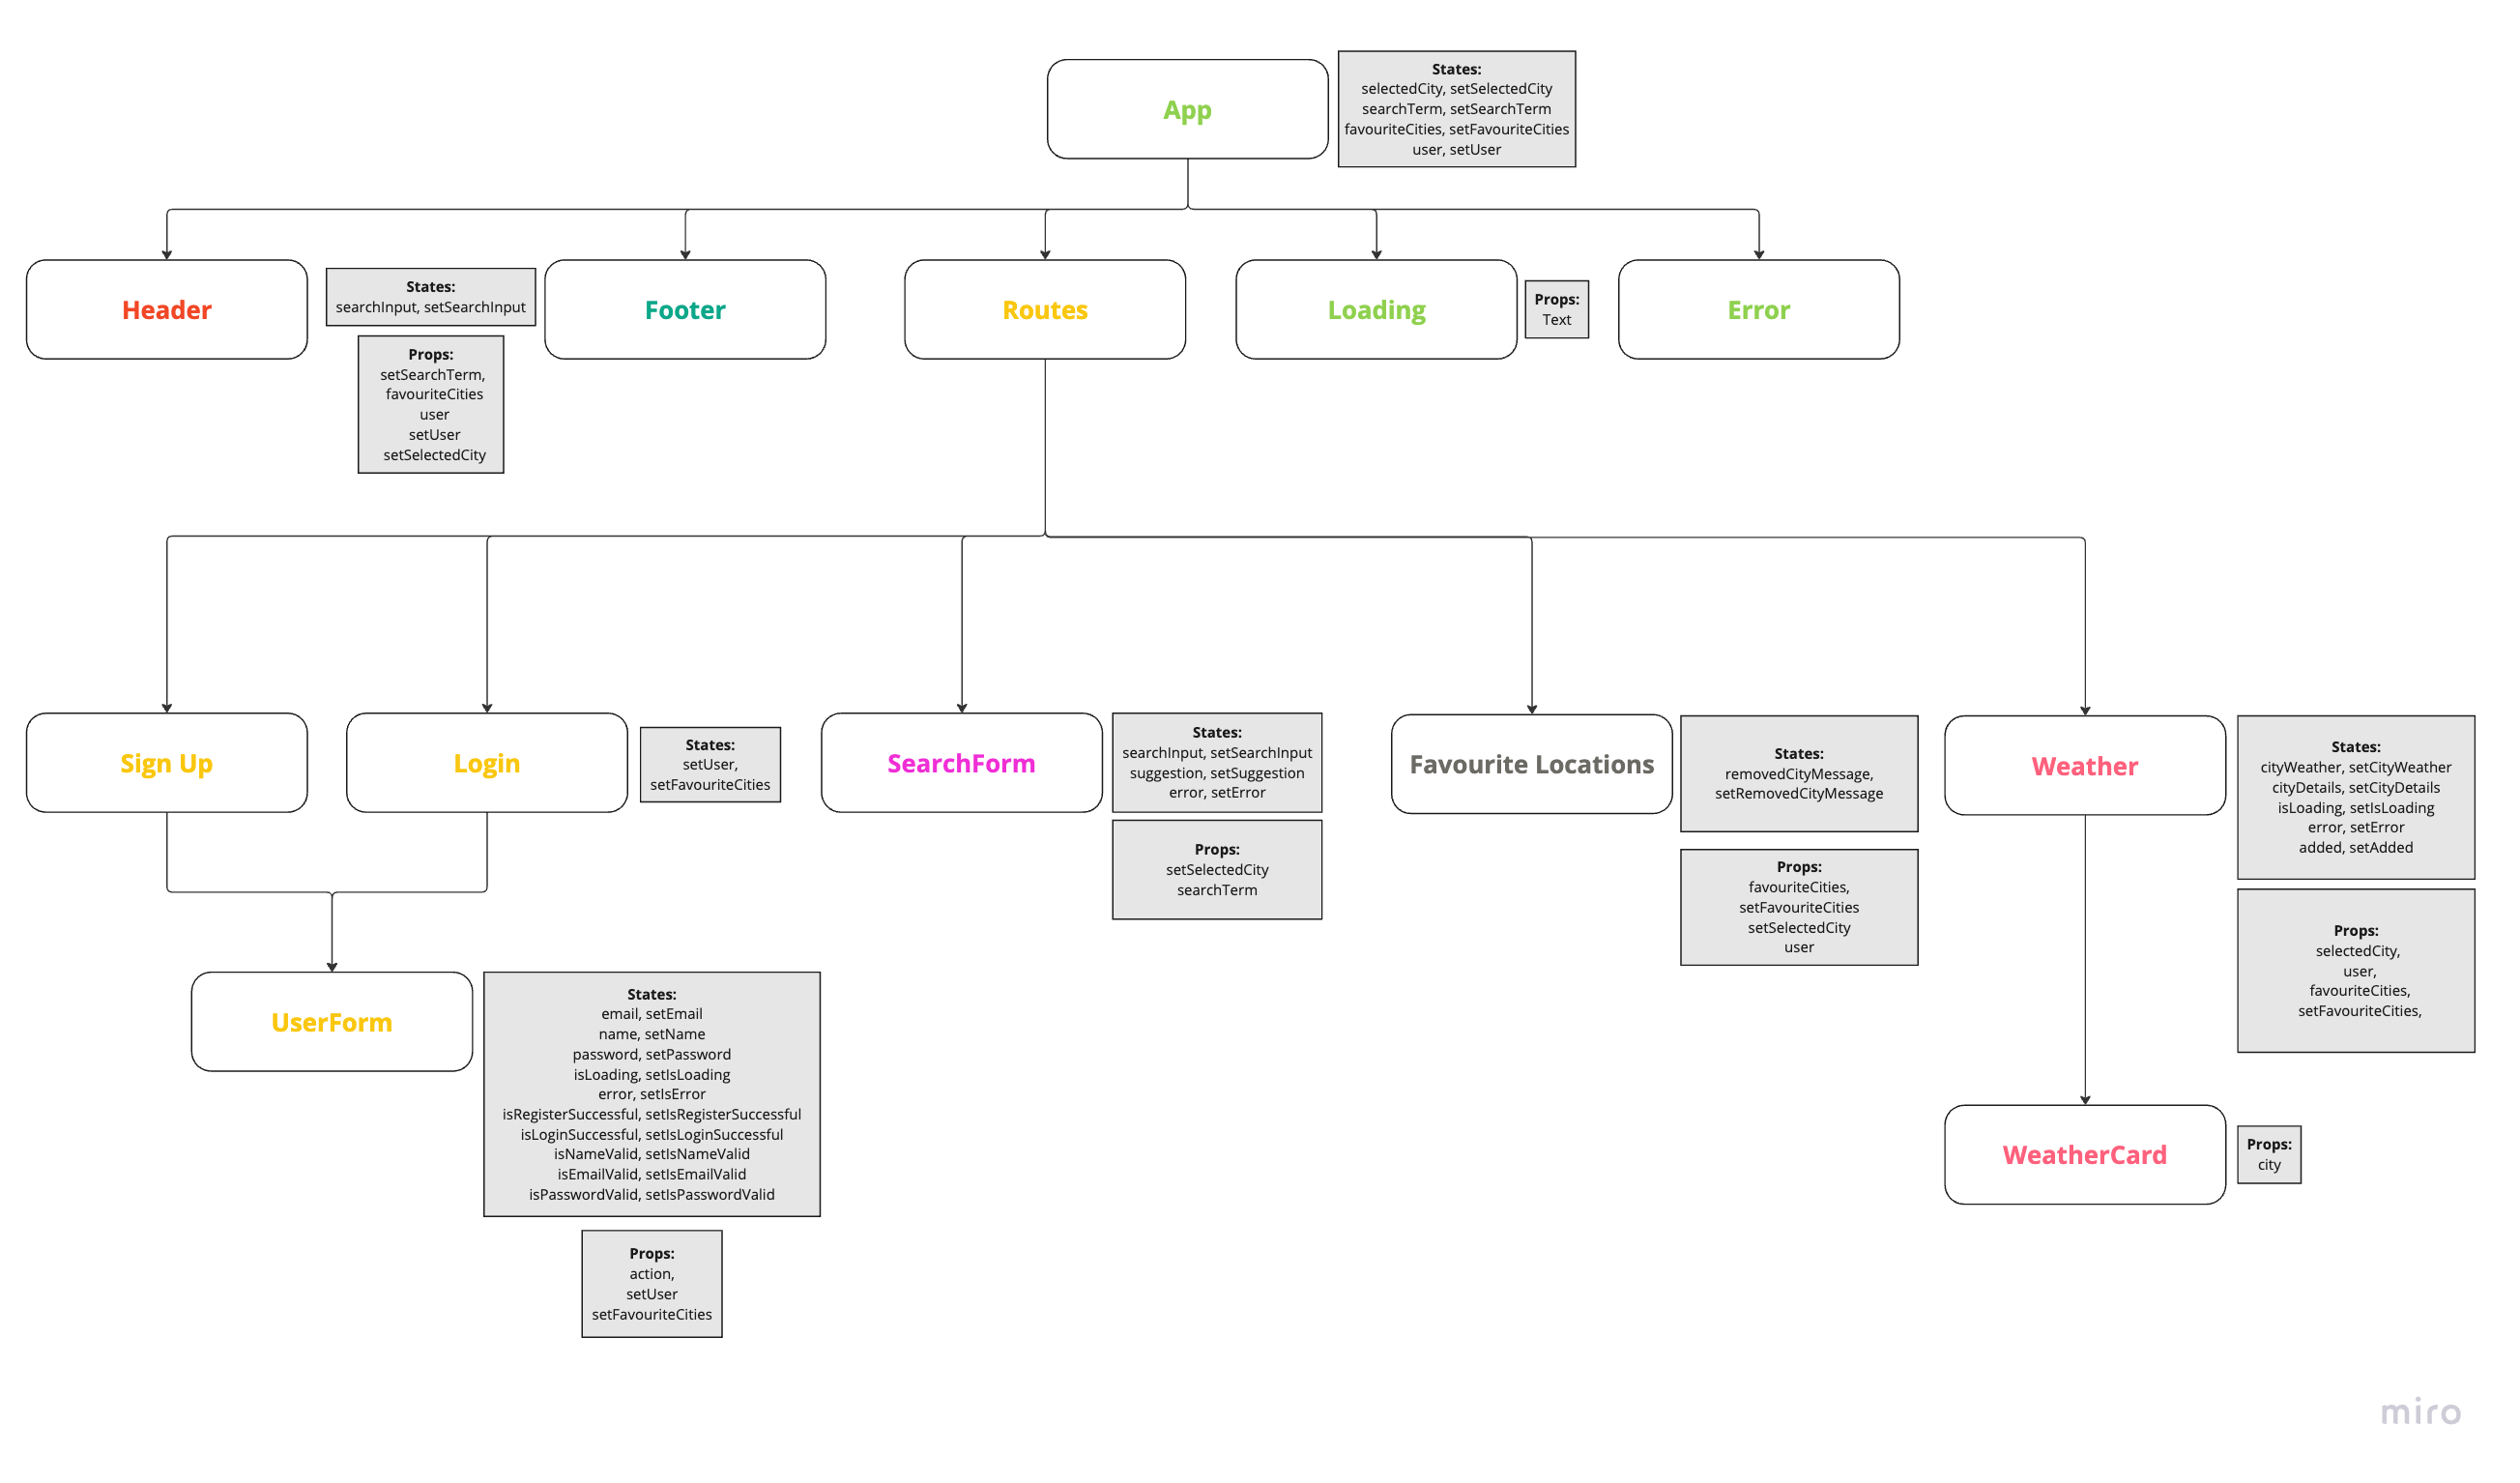 App
States:
selectedCity, setSelectedCity
searchTerm, setSearchTerm
favouriteCities, setFavouriteCities
user, setUser
Header
States:
searchInput, setSearchInput
Props:
setSearchTerm,
favouriteCities
user
setUser
setSelectedCity
Footer
Routes
Loading
Props:
Text
Error
Sign Up
Login
States:
setUser,
setFavouriteCities
SearchForm
States:
searchInput, setSearchInput
suggestion, setSuggestion
error, setError
Props:
setSelectedCity
searchTerm
Favourite Locations
States:
removedCityMessage,
setRemovedCityMessage
Props:
favouriteCities,
setFavouriteCities
setSelectedCity
user
Weather
States:
cityWeather, setCityWeather
cityDetails, setCityDetails
isLoading, setIsLoading
error, setError
added, setAdded
Props:
selectedCity,
user,
favouriteCities,
setFavouriteCities,
UserForm
States:
email, setEmail
name, setName
password, setPassword
isLoading, setIsLoading
error, setIsError
isRegisterSuccessful, setIsRegisterSuccessful
isLoginSuccessful, setIsLoginSuccessful
isNameValid, setIsNameValid
isEmailValid, setIsEmailValid
isPasswordValid, setIsPasswordValid
Props:
action,
setUser
setFavouriteCities
WeatherCard
Props:
city
miro